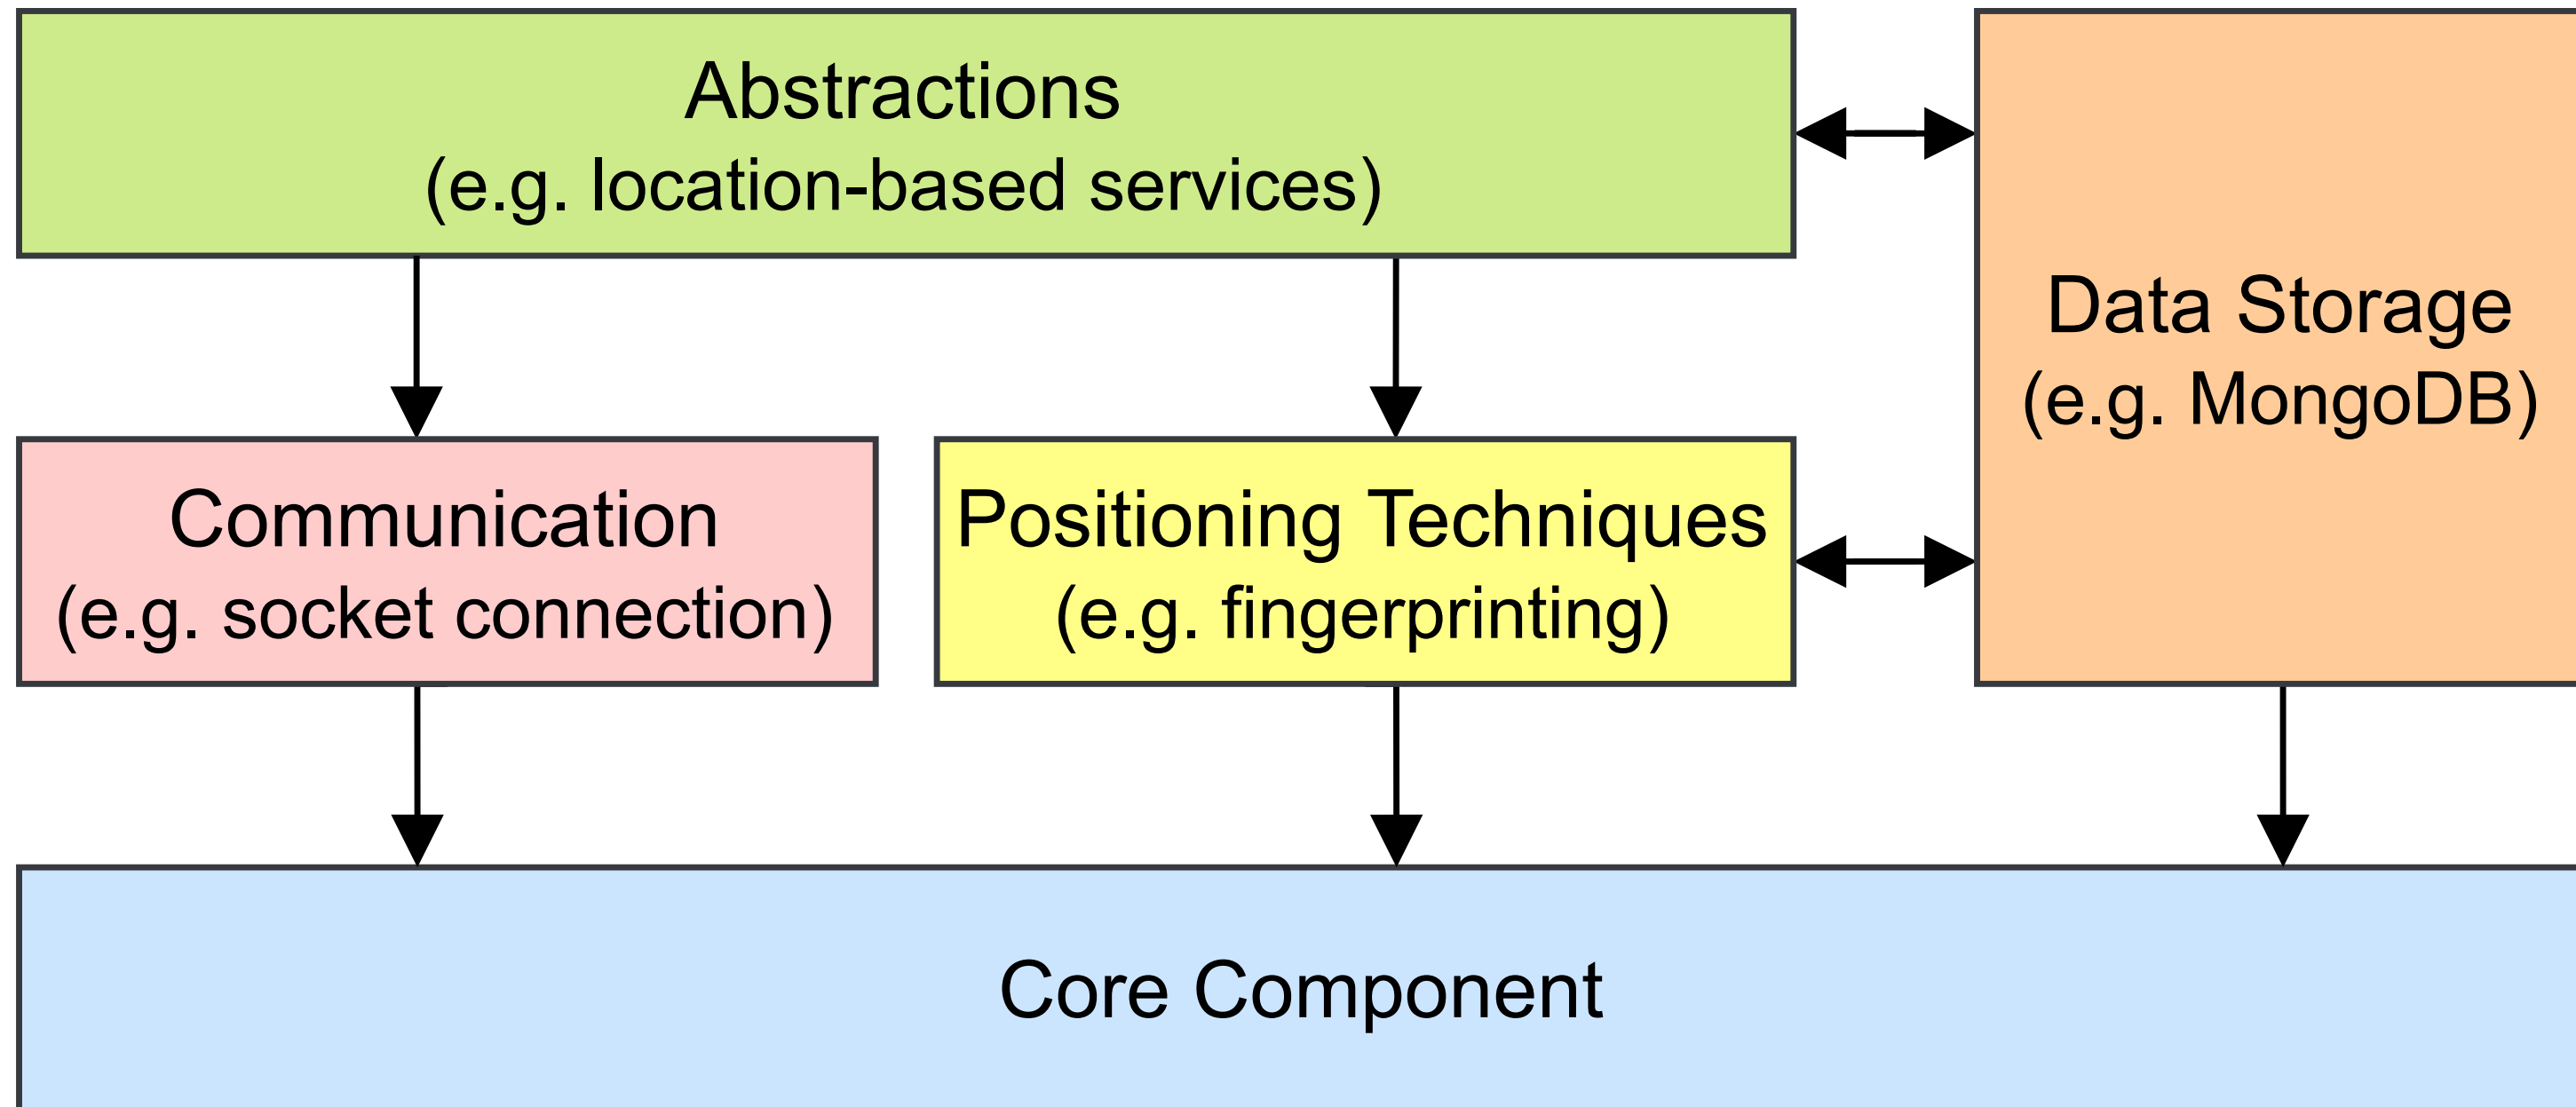 Abstractions
(e.g. location-based services)
Data Storage
(e.g. MongoDB)
Communication
(e.g. socket connection)
Positioning Techniques
(e.g. fingerprinting)
Core Component